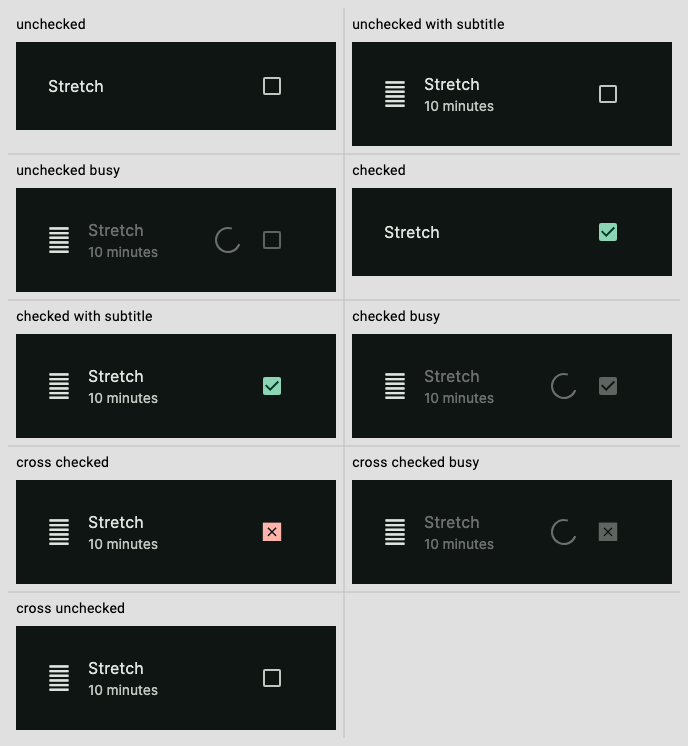 unchecked
Stretch
unchecked with subtitle
Stretch
10 minutes
unchecked busy
Stretch
10 minutes
checked
Stretch
checked with subtitle
Stretch
10 minutes
checked busy
Stretch
10 minutes
cross checked
Stretch
10 minutes
cross checked busy
Stretch
10 minutes
cross unchecked
Stretch
10 minutes